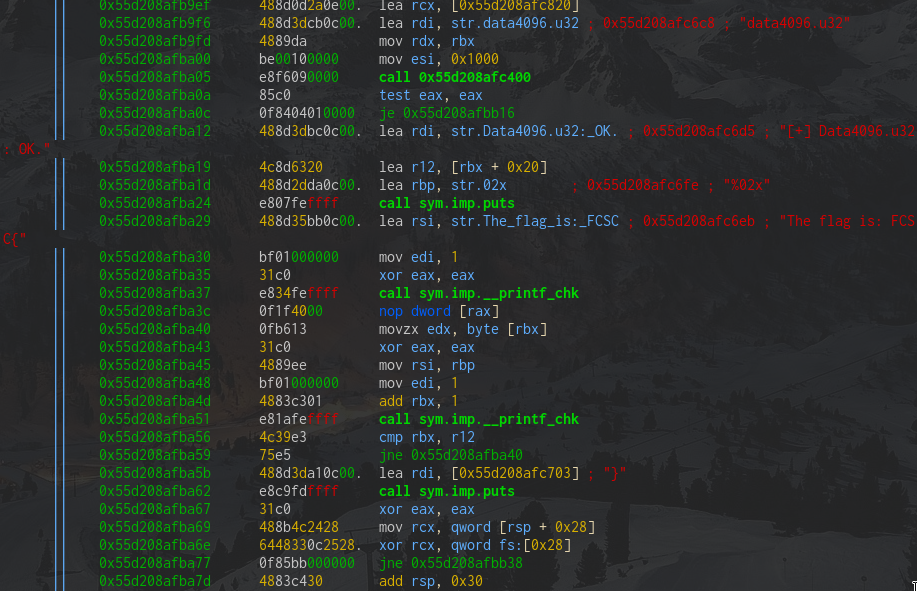 0x55d208afb9ef 488d0d2a0e00. lea rcx, [0x55d208afc820]
0x55d208afb9f6 488d3dcb0c00. lea rdi, str.data4096.u32 ; 0x55d208afc6c8 ; "data4096.u32"
0x55d208afb9fd 4889da mov rdx, rbx
0x55d208afba00 be00100000 mov esi, 0x1000
0x55d208afba05 e8f6090000 call 0x55d208afc400
0x55d208afba0a 85c0 test eax, eax
0x55d208afba0c 0f8404010000 je 0x55d208afbb16
0x55d208afba12 488d3dbc0c00. lea rdi, str.Data4096.u32:_OK. ; 0x55d208afc6d5 ; "[+] Data4096.u32
: OK."
0x55d208afba19 4c8d6320 lea r12, [rbx + 0x20]
0x55d208afba1d 488d2dda0c00. lea rbp, str.02x ; 0x55d208afc6fe ; "%02x"
0x55d208afba24 e807feffff call sym.imp.puts
0x55d208afba29 488d35bb0c00. lea rsi, str.The_flag_is:_FCSC ; 0x55d208afc6eb ; "The flag is: FCS
C{"
0x55d208afba30 bf01000000 mov edi, 1
0x55d208afba35 31c0 xor eax, eax
0x55d208afba37 e834feffff call sym.imp.__printf_chk
0x55d208afba3c 0f1f4000 nop dword [rax]
0x55d208afba40 0fb613 movzx edx, byte [rbx]
0x55d208afba43 31c0 xor eax, eax
0x55d208afba45 4889ee mov rsi, rbp
0x55d208afba48 bf01000000 mov edi, 1
0x55d208afba4d 4883c301 add rbx, 1
0x55d208afba51 e81afeffff call sym.imp.__printf_chk
0x55d208afba56 4c39e3 cmp rbx, r12
0x55d208afba59 75e5 jne 0x55d208afba40
0x55d208afba5b 488d3da10c00. lea rdi, [0x55d208afc703] ; "}"
0x55d208afba62 e8c9fdffff call sym.imp.puts
0x55d208afba67 31c0 xor eax, eax
0x55d208afba69 488b4c2428 mov rcx, qword [rsp + 0x28]
0x55d208afba6e 6448330c2528. xor rcx, qword fs:[0x28]
0x55d208afba77 0f85bb000000 jne 0x55d208afbb38
0x55d208afba7d 4883c430 add rsp, 0x30